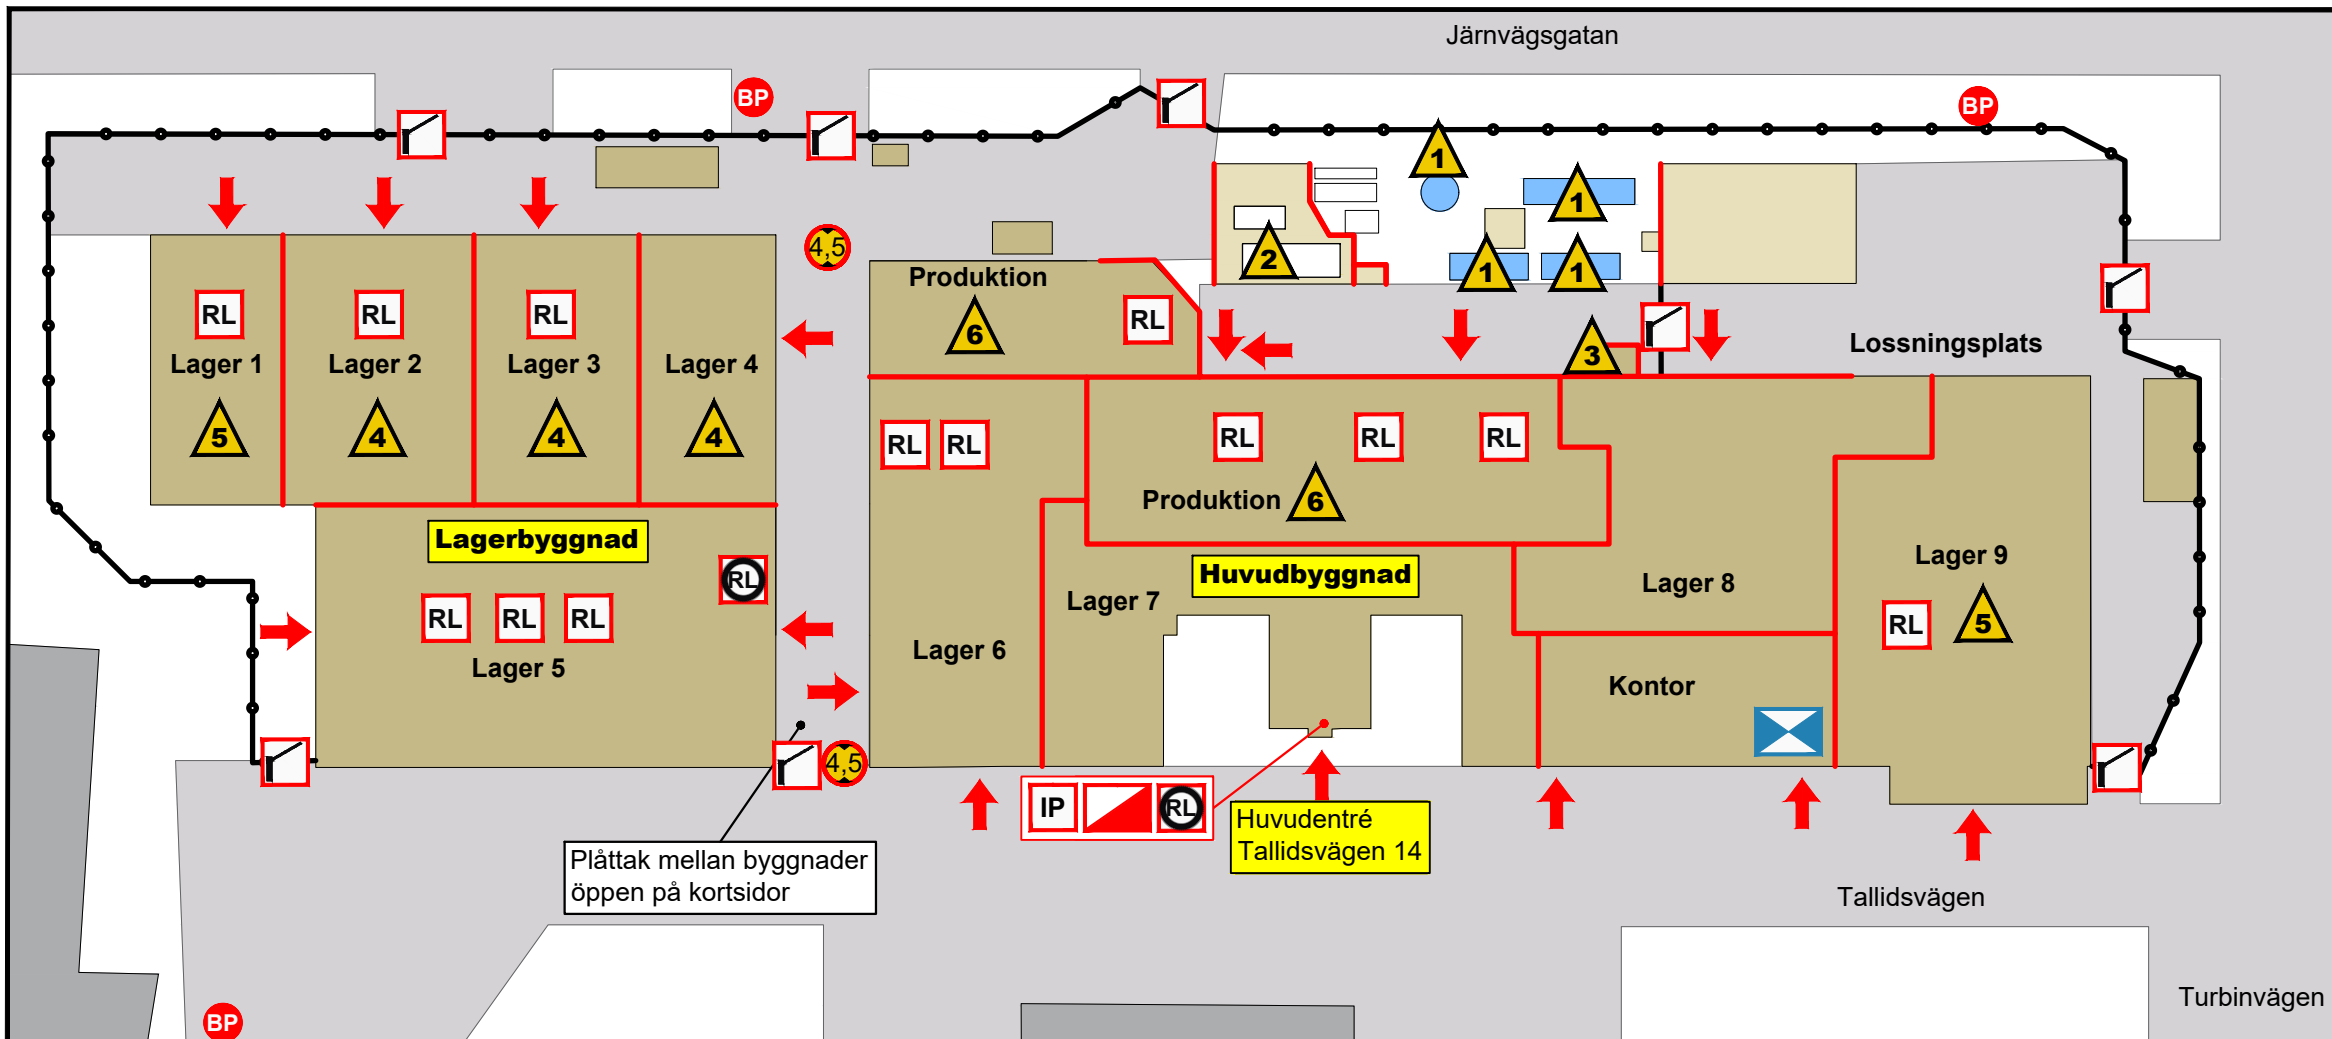 Järnvägsgatan
BP
BP
1
1
2
1
1
4,5
Produktion
6
RL
RL
RL
RL
Lager 1
Lager 2
Lager 3
Lager 4
3
Lossningsplats
5
4
4
4
RL
RL
RL
RL
RL
Produktion
6
Lagerbyggnad
RL
Huvudbyggnad
Lager 9
Lager 8
Lager 7
RL
RL
RL
RL
5
Lager 6
Lager 5
Kontor
4,5
IP
RL
Huvudentré
Tallidsvägen 14
Plåttak mellan byggnader
öppen på kortsidor
Tallidsvägen
Turbinvägen
BP